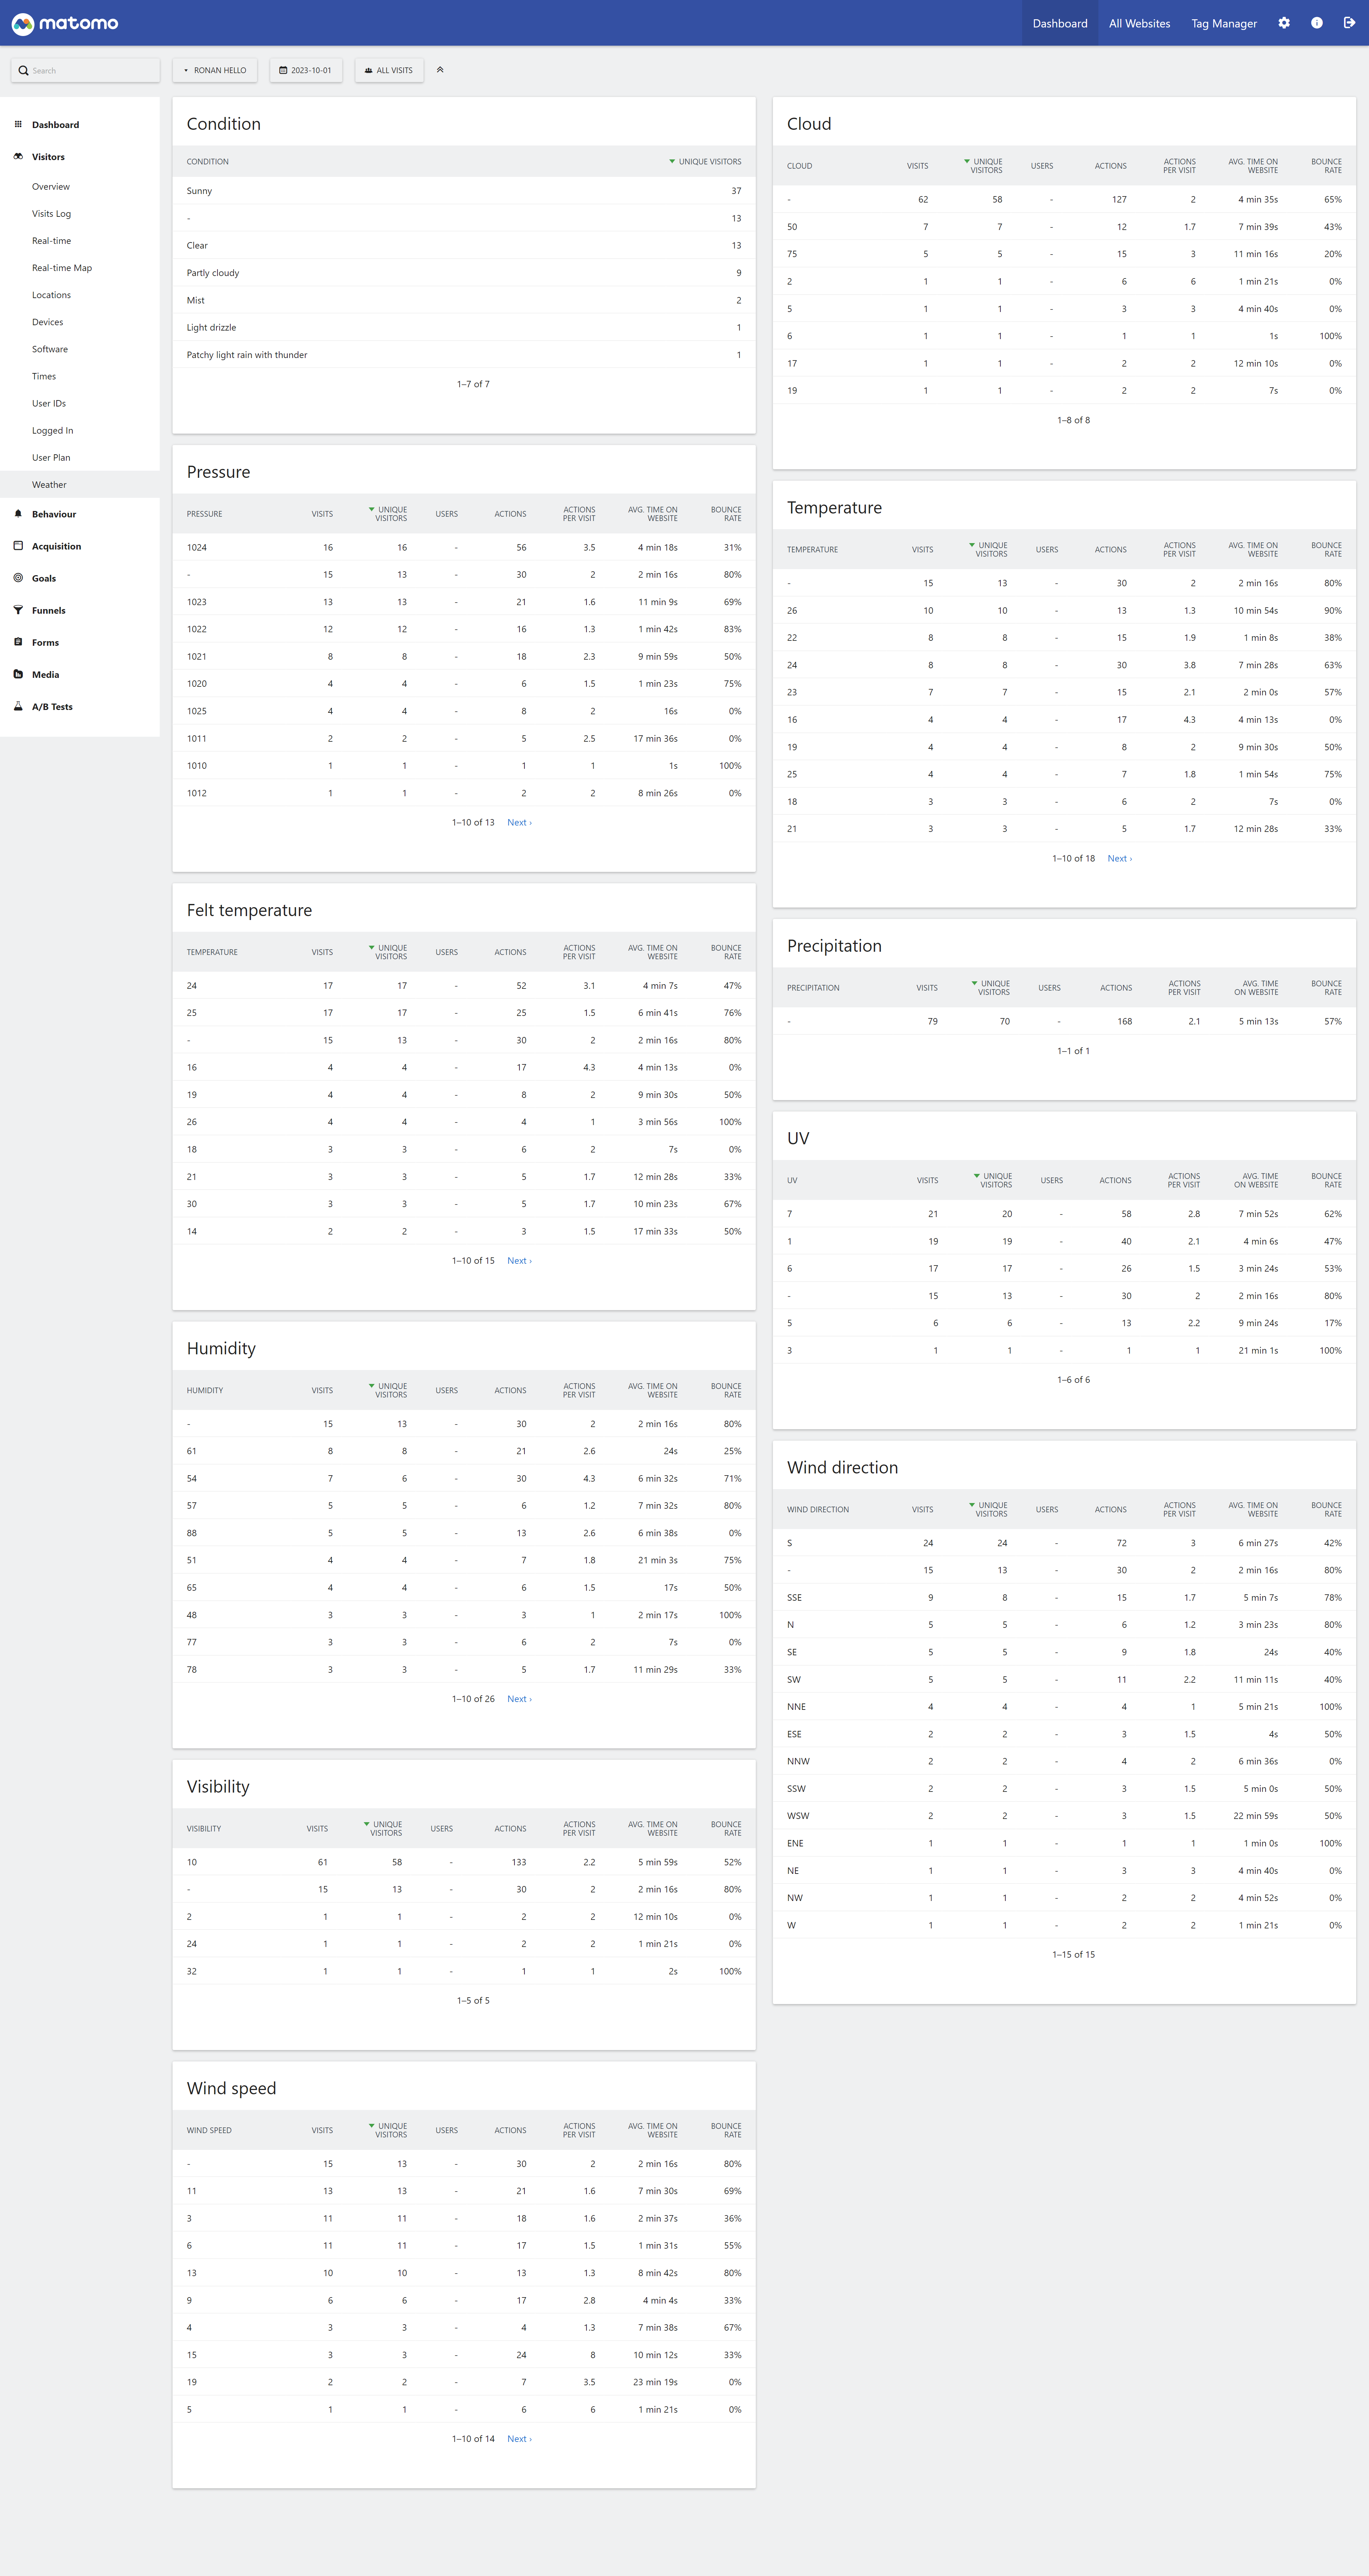 matomo
Dashboard All Websites Tag Manager
Search
RONAN HELLO 2023-10-01 ALL VISITS
Dashboard
Visitors
Overview
Visits Log
Real-time
Real-time Map
Locations
Devices
Software
Times
User IDs
Logged In
User Plan
Weather
Behaviour
Acquisition
Goals
Funnels
Forms
Media
A/B Tests
Condition
CONDITION UNIQUE VISITORS
Sunny 37
- 13
Clear 13
Partly cloudy 9
Mist 2
Light drizzle 1
Patchy light rain with thunder 1
1–7 of 7
Pressure
PRESSURE VISITS UNIQUE VISITORS USERS ACTIONS ACTIONS PER VISIT AVG. TIME ON WEBSITE BOUNCE RATE
1024 16 16 - 56 3.5 4 min 18s 31%
- 15 13 - 30 2 2 min 16s 80%
1023 13 13 - 21 1.6 11 min 9s 69%
1022 12 12 - 16 1.3 1 min 42s 83%
1021 8 8 - 18 2.3 9 min 59s 50%
1020 4 4 - 6 1.5 1 min 23s 75%
1025 4 4 - 8 2 16s 0%
1011 2 2 - 5 2.5 17 min 36s 0%
1010 1 1 - 1 1 1s 100%
1012 1 1 - 2 2 8 min 26s 0%
1–10 of 13 Next ›
Felt temperature
TEMPERATURE VISITS UNIQUE VISITORS USERS ACTIONS ACTIONS PER VISIT AVG. TIME ON WEBSITE BOUNCE RATE
24 17 17 - 52 3.1 4 min 7s 47%
25 17 17 - 25 1.5 6 min 41s 76%
- 15 13 - 30 2 2 min 16s 80%
16 4 4 - 17 4.3 4 min 13s 0%
19 4 4 - 8 2 9 min 30s 50%
26 4 4 - 4 1 3 min 56s 100%
18 3 3 - 6 2 7s 0%
21 3 3 - 5 1.7 12 min 28s 33%
30 3 3 - 5 1.7 10 min 23s 67%
14 2 2 - 3 1.5 17 min 33s 50%
1–10 of 15 Next ›
Humidity
HUMIDITY VISITS UNIQUE VISITORS USERS ACTIONS ACTIONS PER VISIT AVG. TIME ON WEBSITE BOUNCE RATE
- 15 13 - 30 2 2 min 16s 80%
61 8 8 - 21 2.6 24s 25%
54 7 6 - 30 4.3 6 min 32s 71%
57 5 5 - 6 1.2 7 min 32s 80%
88 5 5 - 13 2.6 6 min 38s 0%
51 4 4 - 7 1.8 21 min 3s 75%
65 4 4 - 6 1.5 17s 50%
48 3 3 - 3 1 2 min 17s 100%
77 3 3 - 6 2 7s 0%
78 3 3 - 5 1.7 11 min 29s 33%
1–10 of 26 Next ›
Visibility
VISIBILITY VISITS UNIQUE VISITORS USERS ACTIONS ACTIONS PER VISIT AVG. TIME ON WEBSITE BOUNCE RATE
10 61 58 - 133 2.2 5 min 59s 52%
- 15 13 - 30 2 2 min 16s 80%
2 1 1 - 2 2 12 min 10s 0%
24 1 1 - 2 2 1 min 21s 0%
32 1 1 - 1 1 2s 100%
1–5 of 5
Wind speed
WIND SPEED VISITS UNIQUE VISITORS USERS ACTIONS ACTIONS PER VISIT AVG. TIME ON WEBSITE BOUNCE RATE
- 15 13 - 30 2 2 min 16s 80%
11 13 13 - 21 1.6 7 min 30s 69%
3 11 11 - 18 1.6 2 min 37s 36%
6 11 11 - 17 1.5 1 min 31s 55%
13 10 10 - 13 1.3 8 min 42s 80%
9 6 6 - 17 2.8 4 min 4s 33%
4 3 3 - 4 1.3 7 min 38s 67%
15 3 3 - 24 8 10 min 12s 33%
19 2 2 - 7 3.5 23 min 19s 0%
5 1 1 - 6 6 1 min 21s 0%
1–10 of 14 Next ›
Cloud
CLOUD VISITS UNIQUE VISITORS USERS ACTIONS ACTIONS PER VISIT AVG. TIME ON WEBSITE BOUNCE RATE
- 62 58 - 127 2 4 min 35s 65%
50 7 7 - 12 1.7 7 min 39s 43%
75 5 5 - 15 3 11 min 16s 20%
2 1 1 - 6 6 1 min 21s 0%
5 1 1 - 3 3 4 min 40s 0%
6 1 1 - 1 1 1s 100%
17 1 1 - 2 2 12 min 10s 0%
19 1 1 - 2 2 7s 0%
1–8 of 8
Temperature
TEMPERATURE VISITS UNIQUE VISITORS USERS ACTIONS ACTIONS PER VISIT AVG. TIME ON WEBSITE BOUNCE RATE
- 15 13 - 30 2 2 min 16s 80%
26 10 10 - 13 1.3 10 min 54s 90%
22 8 8 - 15 1.9 1 min 8s 38%
24 8 8 - 30 3.8 7 min 28s 63%
23 7 7 - 15 2.1 2 min 0s 57%
16 4 4 - 17 4.3 4 min 13s 0%
19 4 4 - 8 2 9 min 30s 50%
25 4 4 - 7 1.8 1 min 54s 75%
18 3 3 - 6 2 7s 0%
21 3 3 - 5 1.7 12 min 28s 33%
1–10 of 18 Next ›
Precipitation
PRECIPITATION VISITS UNIQUE VISITORS USERS ACTIONS ACTIONS PER VISIT AVG. TIME ON WEBSITE BOUNCE RATE
- 79 70 - 168 2.1 5 min 13s 57%
1–1 of 1
UV
UV VISITS UNIQUE VISITORS USERS ACTIONS ACTIONS PER VISIT AVG. TIME ON WEBSITE BOUNCE RATE
7 21 20 - 58 2.8 7 min 52s 62%
1 19 19 - 40 2.1 4 min 6s 47%
6 17 17 - 26 1.5 3 min 24s 53%
- 15 13 - 30 2 2 min 16s 80%
5 6 6 - 13 2.2 9 min 24s 17%
3 1 1 - 1 1 21 min 1s 100%
1–6 of 6
Wind direction
WIND DIRECTION VISITS UNIQUE VISITORS USERS ACTIONS ACTIONS PER VISIT AVG. TIME ON WEBSITE BOUNCE RATE
S 24 24 - 72 3 6 min 27s 42%
- 15 13 - 30 2 2 min 16s 80%
SSE 9 8 - 15 1.7 5 min 7s 78%
N 5 5 - 6 1.2 3 min 23s 80%
SE 5 5 - 9 1.8 24s 40%
SW 5 5 - 11 2.2 11 min 11s 40%
NNE 4 4 - 4 1 5 min 21s 100%
ESE 2 2 - 3 1.5 4s 50%
NNW 2 2 - 4 2 6 min 36s 0%
SSW 2 2 - 3 1.5 5 min 0s 50%
WSW 2 2 - 3 1.5 22 min 59s 50%
ENE 1 1 - 1 1 1 min 0s 100%
NE 1 1 - 3 3 4 min 40s 0%
NW 1 1 - 2 2 4 min 52s 0%
W 1 1 - 2 2 1 min 21s 0%
1–15 of 15